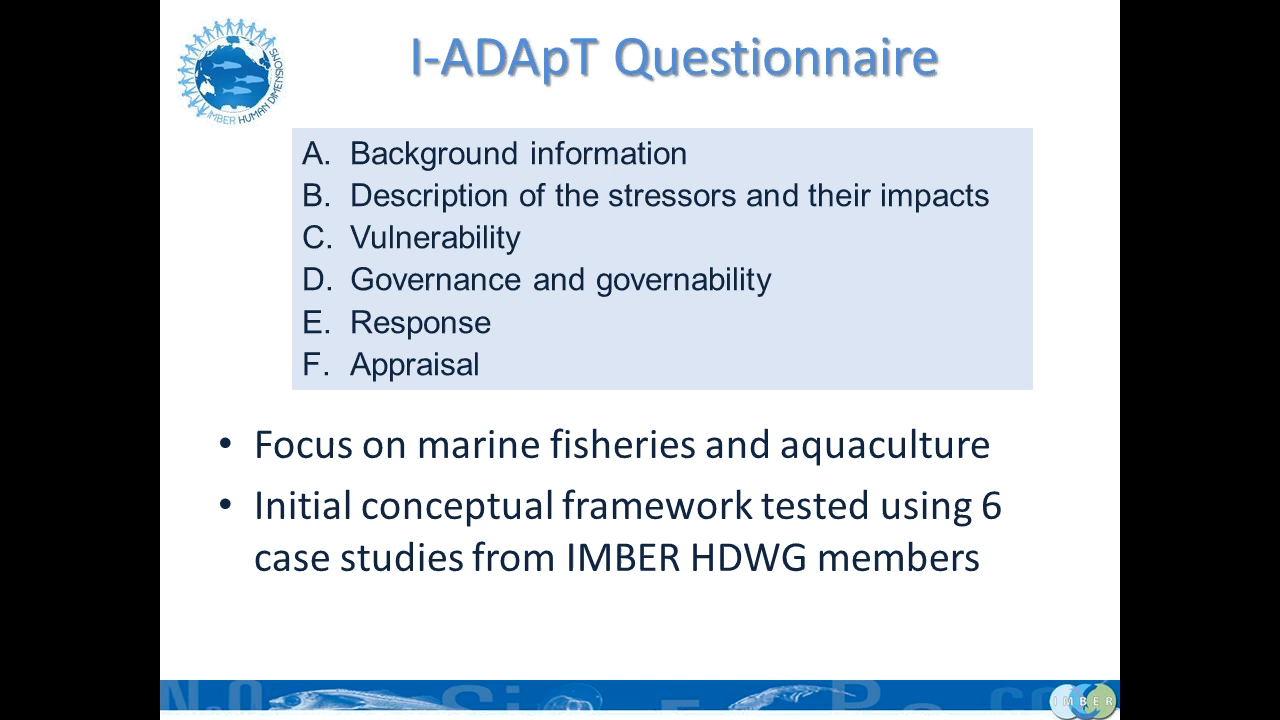 IMBER HUMAN DIMENSIONS
I-ADApT Questionnaire
A. Background information
B. Description of the stressors and their impacts
C. Vulnerability
D. Governance and governability
E. Response
F. Appraisal
• Focus on marine fisheries and aquaculture
• Initial conceptual framework tested using 6
case studies from IMBER HDWG members
IMBER